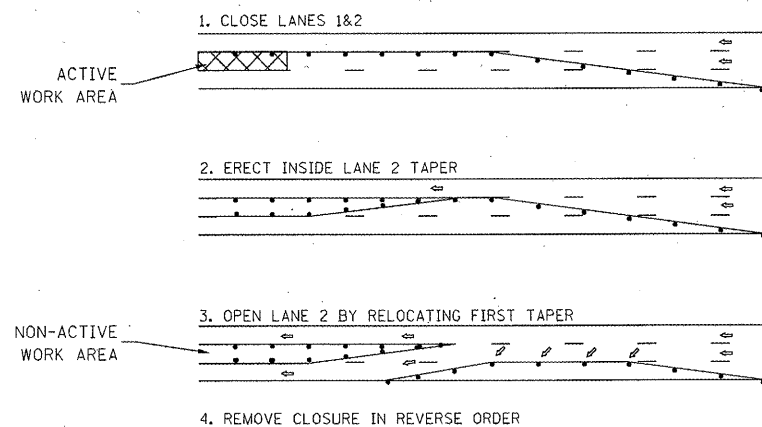 1. CLOSE LANES 1&2
ACTIVE
WORK AREA
2. ERECT INSIDE LANE 2 TAPER
3. OPEN LANE 2 BY RELOCATING FIRST TAPER
NON-ACTIVE
WORK AREA
4. REMOVE CLOSURE IN REVERSE ORDER